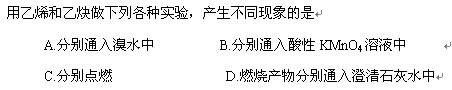 用乙烯和乙炔做下列各种实验，产生不同现象的是↵
A.分别通入溴水中 B.分别通入酸性 KMnO₄溶液中 ↵
C.分别点燃 D.燃烧产物分别通入澄清石灰水中↵